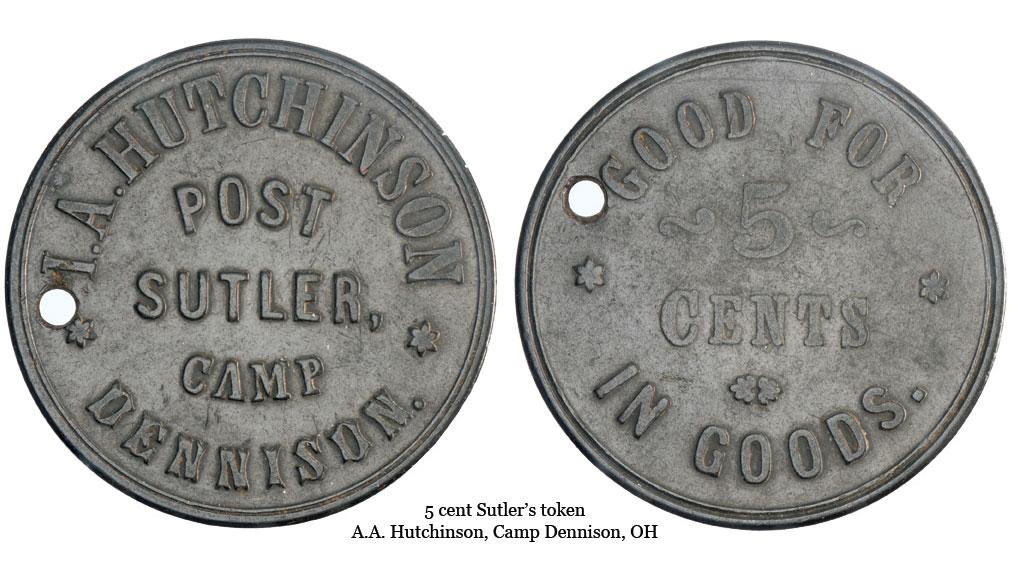 I.A. HUTCHINSON
POST
SUTLER,
CAMP
DENNISON.
GOOD FOR
5
CENTS
IN GOODS.
5 cent Sutler's token
A.A. Hutchinson, Camp Dennison, OH